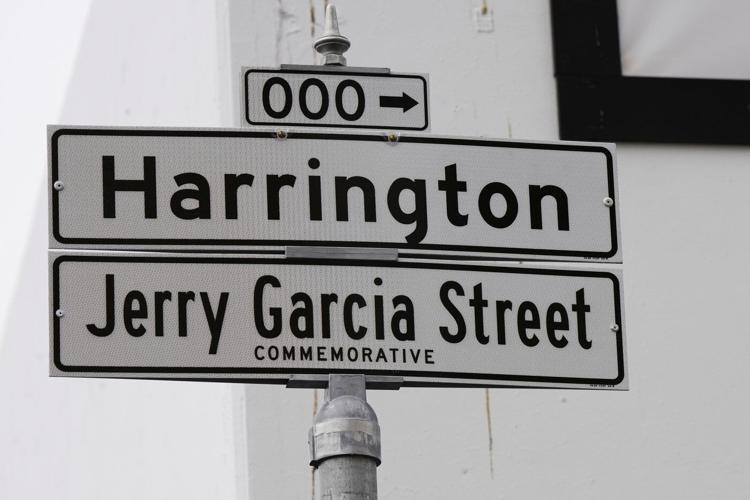 000 →
Harrington
Jerry Garcia Street
COMMEMORATIVE